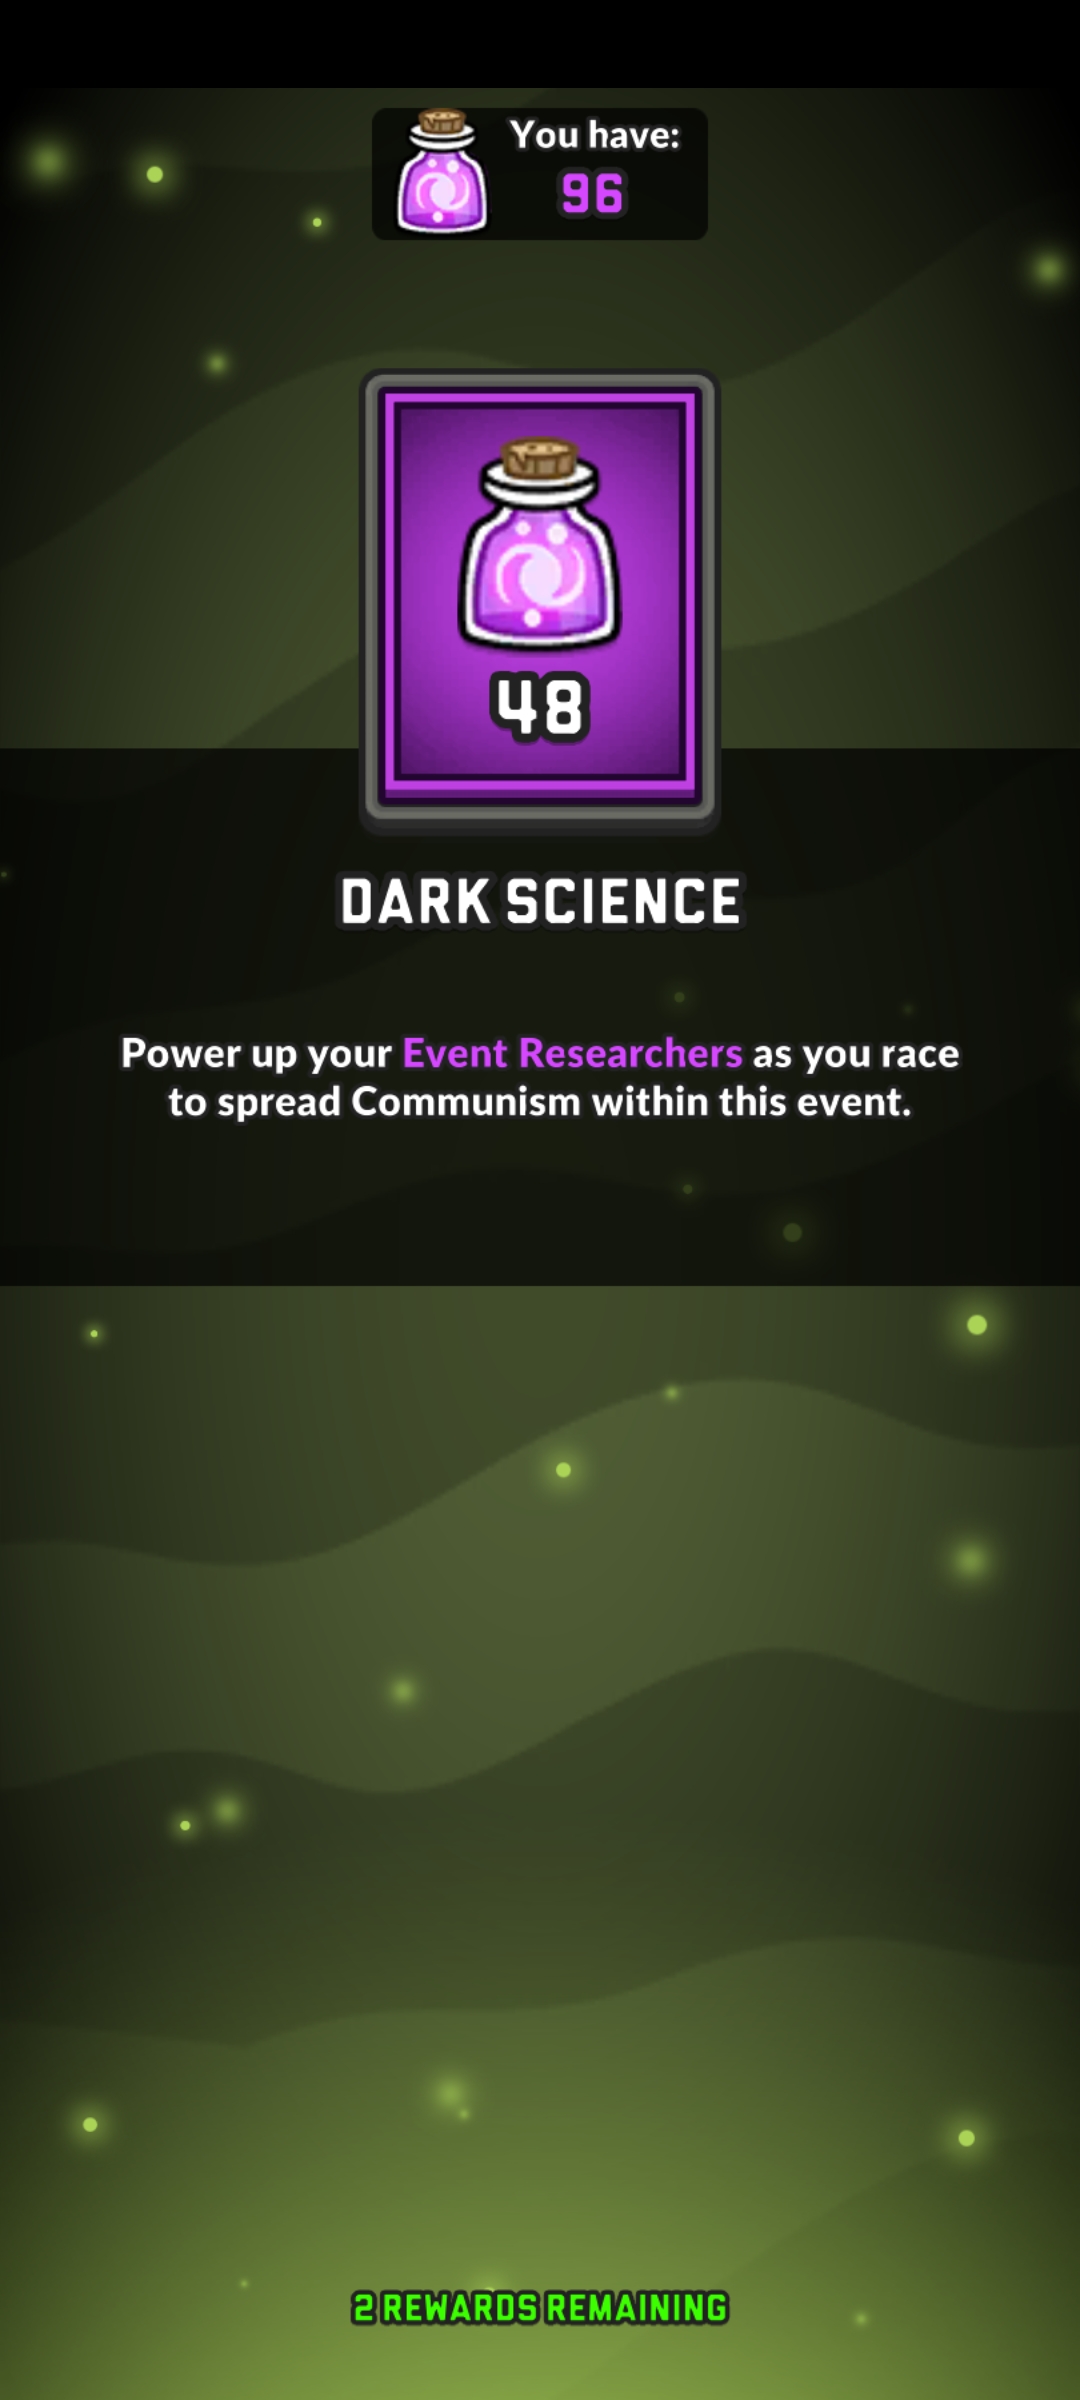 You have:
96
48
DARK SCIENCE
Power up your Event Researchers as you race
to spread Communism within this event.
2 REWARDS REMAINING